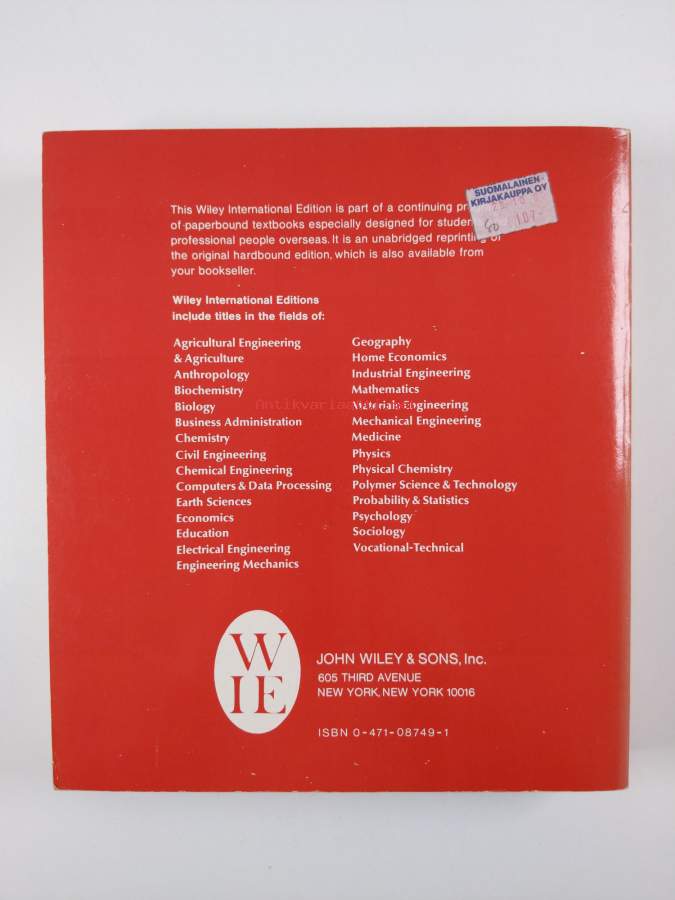 This Wiley International Edition is part of a continuing
of paperbound textbooks especially designed for
professional people overseas. It is an unabridged reprinting of
the original hardbound edition, which is also available from
your bookseller.
SUOMALAINEN
KIRJAKAUPPA OY
107-
Wiley International Editions
include titles in the fields of:
Agricultural Engineering
& Agriculture
Anthropology
Biochemistry
Biology
Business Administration
Chemistry
Civil Engineering
Chemical Engineering
Computers & Data Processing
Earth Sciences
Economics
Education
Electrical Engineering
Engineering Mechanics
Geography
Home Economics
Industrial Engineering
Mathematics
Materials Engineering
Mechanical Engineering
Medicine
Physics
Physical Chemistry
Polymer Science & Technology
Probability & Statistics
Psychology
Sociology
Vocational-Technical
W
IE
JOHN WILEY & SONS, Inc.
605 THIRD AVENUE
NEW YORK, NEW YORK 10016
ISBN 0-471-08749-1